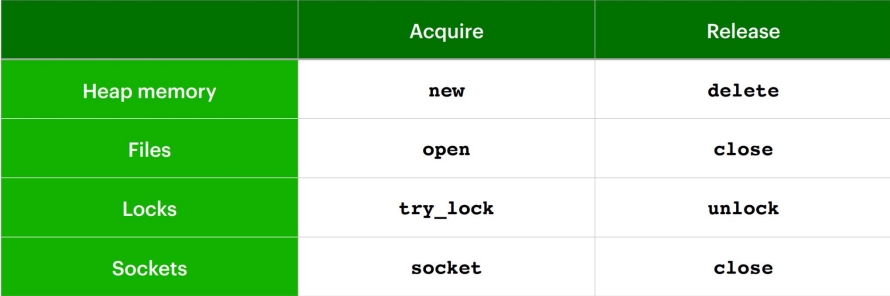 Acquire Release
Heap memory new delete
Files open close
Locks try_lock unlock
Sockets socket close